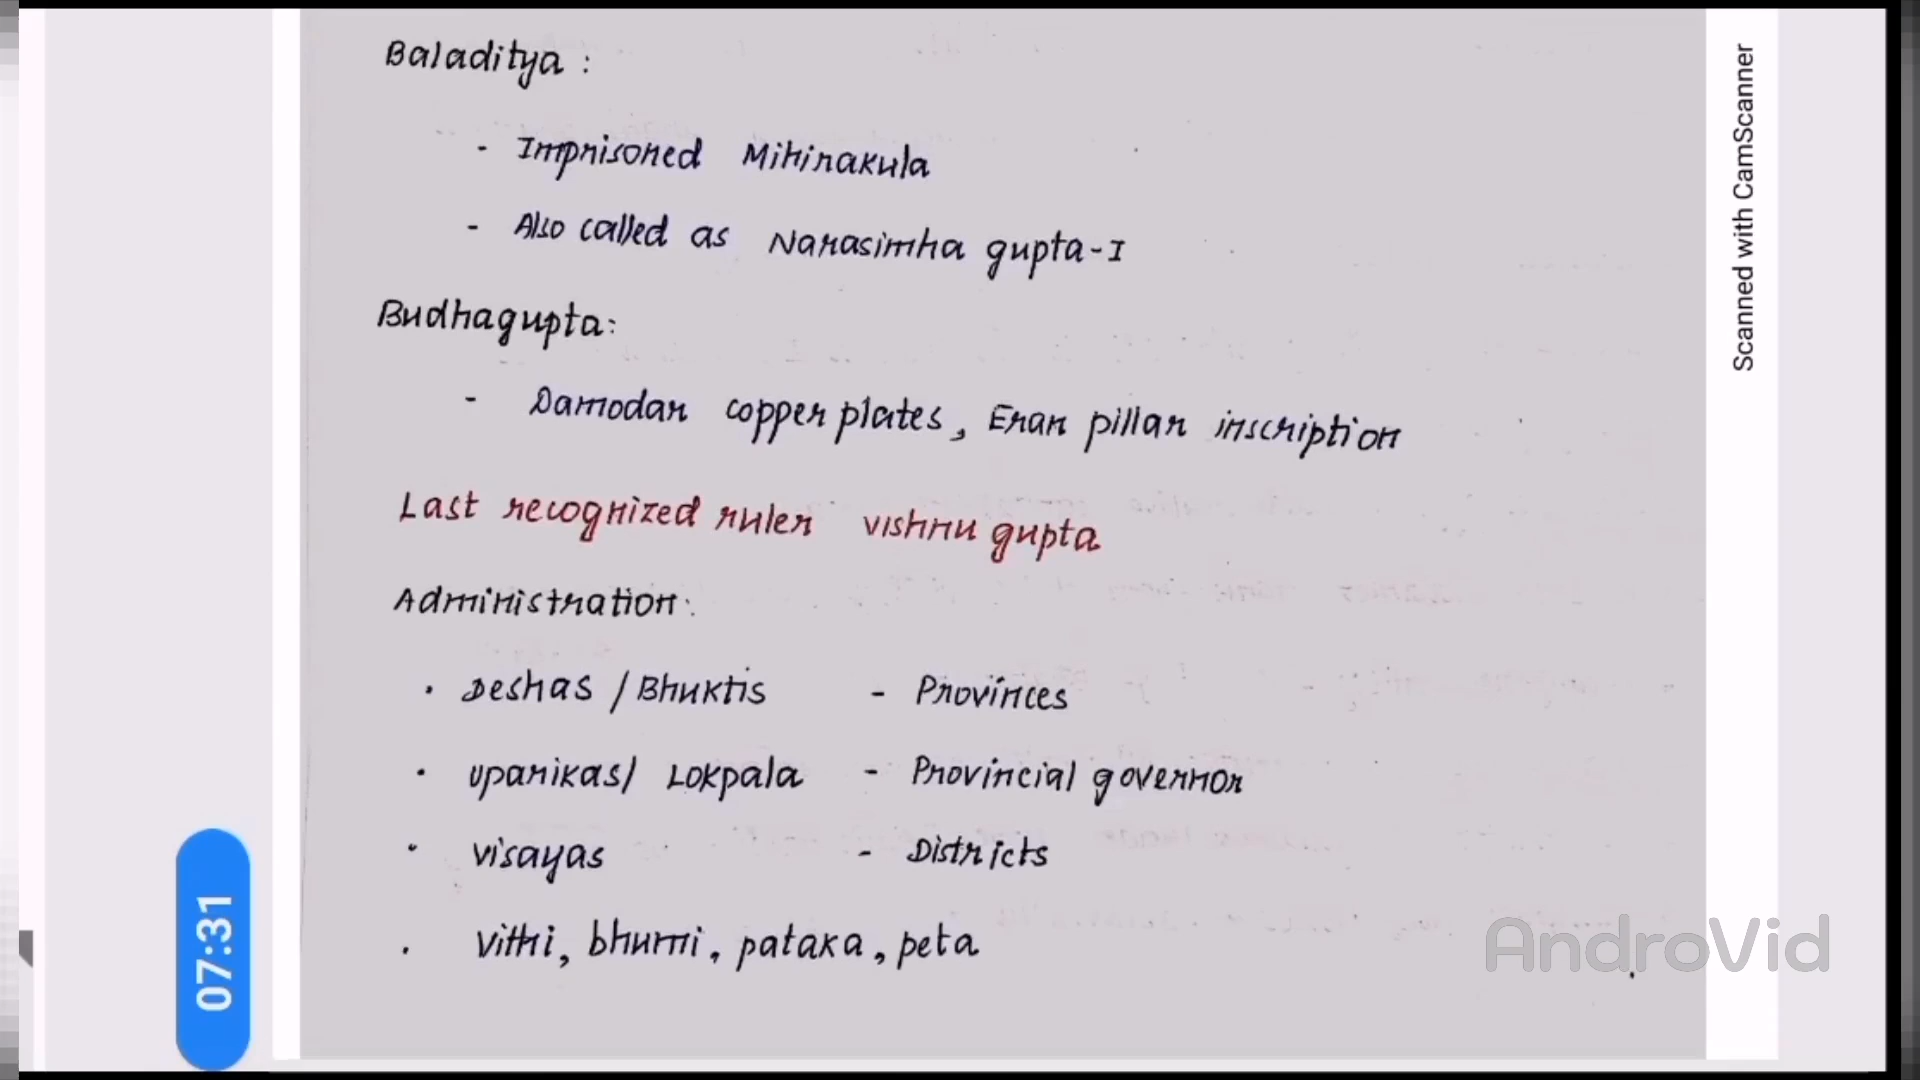 Baladitya :
- Imprisoned Mihirakula
- Also called as Narasimha gupta-I
Budhagupta:
- Damodar copper plates, Eran pillar inscription
Last recognized ruler vishnu gupta
Administration:
· Deshas / Bhuktis - Provinces
· uparikas/ Lokpala - Provincial governor
· visayas - Districts
· vithi, bhumi, pataka, peta
Scanned with CamScanner
07:31
AndroVid